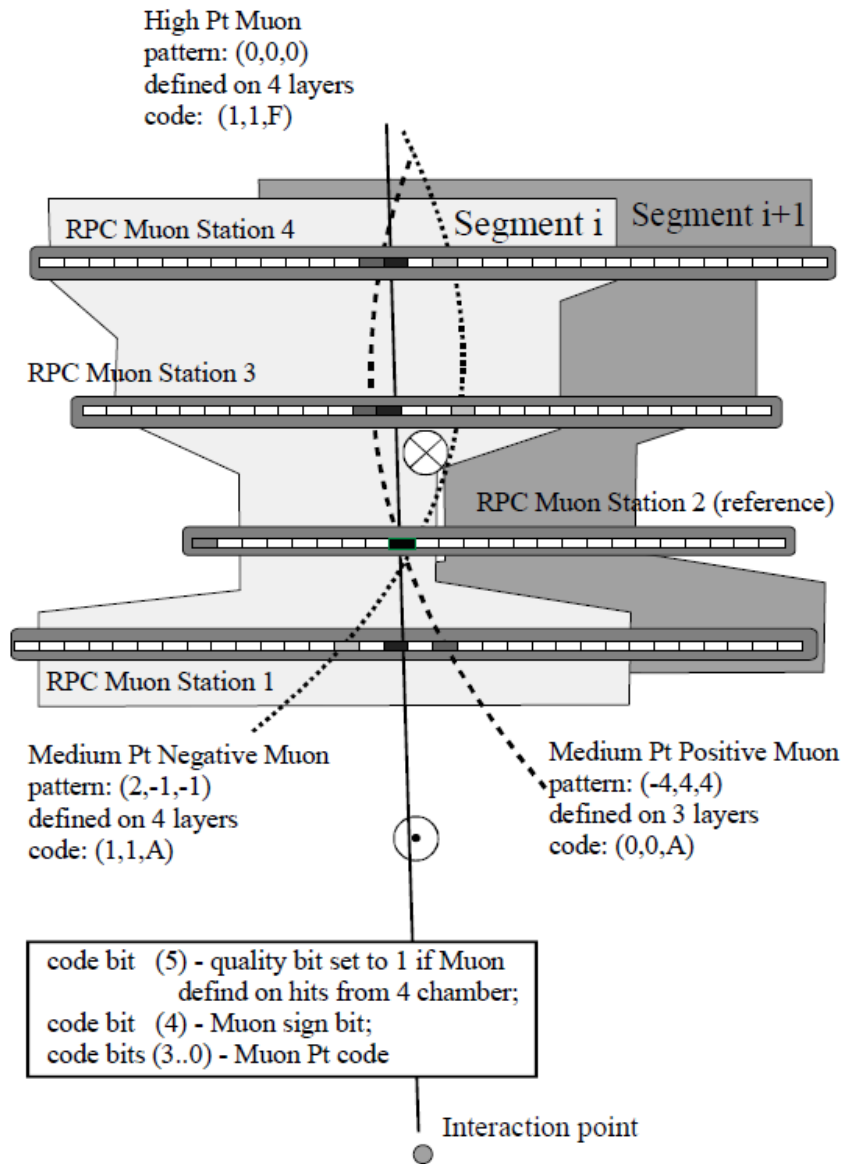 High Pt Muon
pattern: (0,0,0)
defined on 4 layers
code: (1,1,F)
RPC Muon Station 4
Segment i
Segment i+1
RPC Muon Station 3
RPC Muon Station 2 (reference)
RPC Muon Station 1
Medium Pt Negative Muon
pattern: (2,-1,-1)
defined on 4 layers
code: (1,1,A)
Medium Pt Positive Muon
pattern: (-4,4,4)
defined on 3 layers
code: (0,0,A)
code bit (5) - quality bit set to 1 if Muon
defind on hits from 4 chamber;
code bit (4) - Muon sign bit;
code bits (3..0) - Muon Pt code
Interaction point